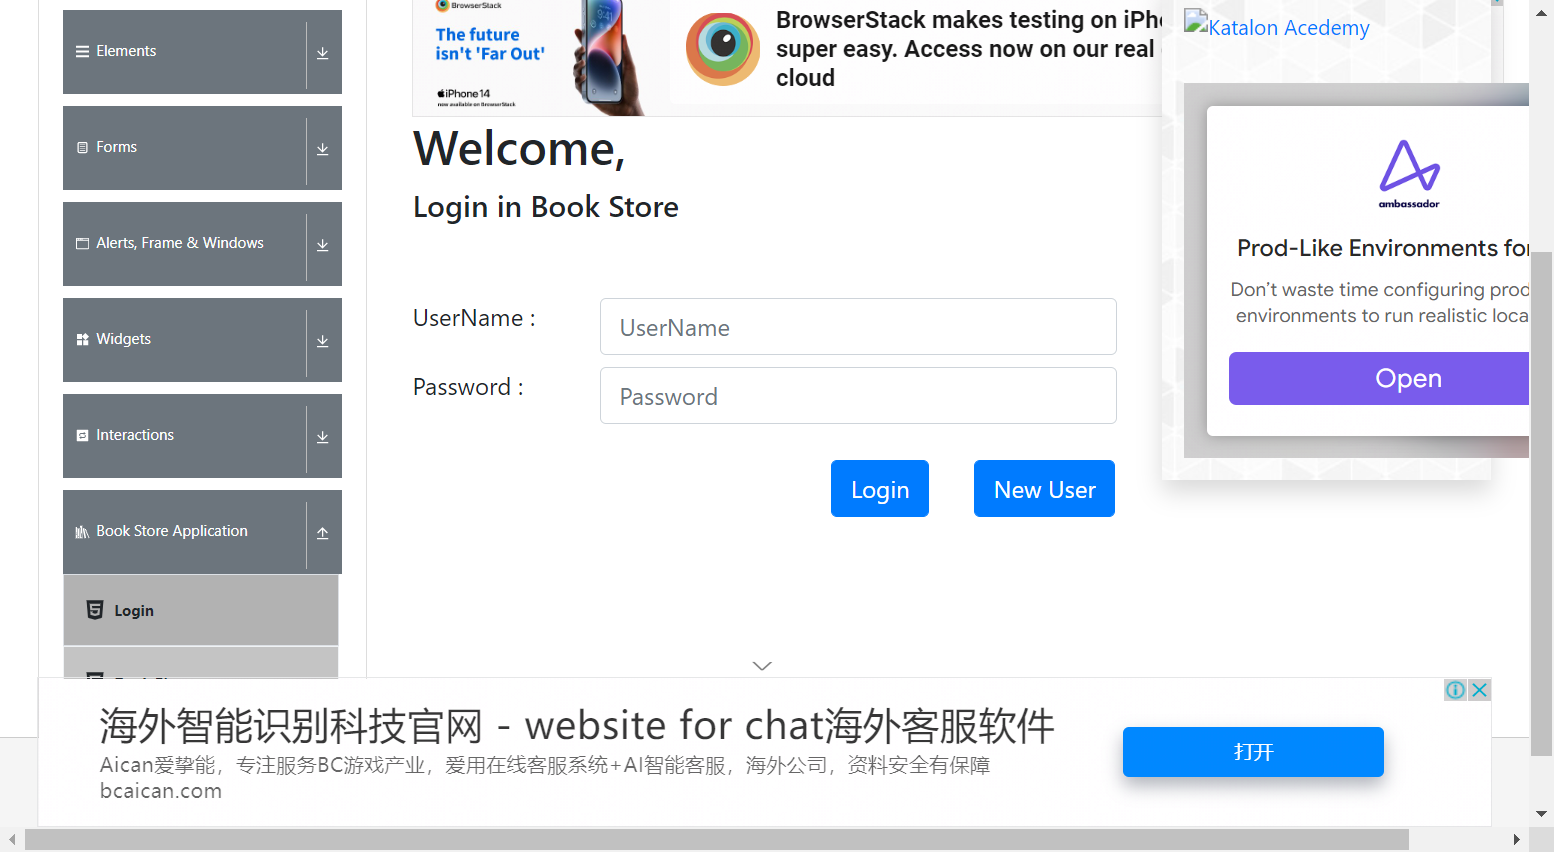 Elements
Forms
Alerts, Frame & Windows
Widgets
Interactions
Book Store Application
Login
BrowserStack
The future
isn't 'Far Out'
iPhone 14
now available on BrowserStack
BrowserStack makes testing on iPh
super easy. Access now on our real
cloud
Welcome,
Login in Book Store
UserName :
UserName
Password :
Password
Login
New User
Katalon Acedemy
ambassador
Prod-Like Environments for
Don't waste time configuring prod
environments to run realistic loca
Open
海外智能识别科技官网 - website for chat海外客服软件
Aican爱挚能，专注服务BC游戏产业，爱用在线客服系统+AI智能客服，海外公司，资料安全有保障
bcaican.com
打开